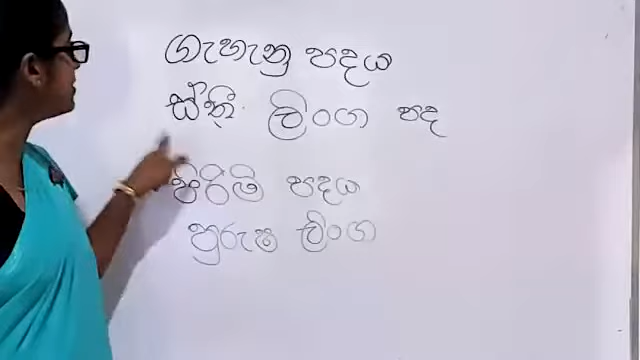 ගැහැනු පදය
ස්ත්‍රී ලිංග පද
පිරිමි පදය
පුරුෂ ලිංග